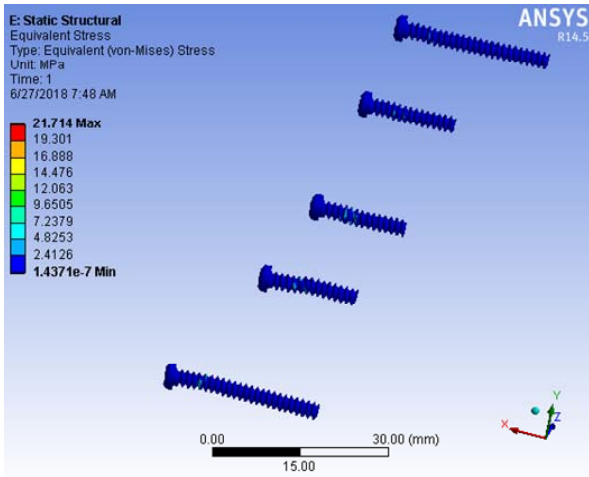 E: Static Structural
Equivalent Stress
Type: Equivalent (von-Mises) Stress
Unit: MPa
Time: 1
6/27/2018 7:48 AM
ANSYS
R14.5
21.714 Max
19.301
16.888
14.476
12.063
9.6505
7.2379
4.8253
2.4126
1.4371e-7 Min
0.00
30.00 (mm)
15.00
X
Y
Z